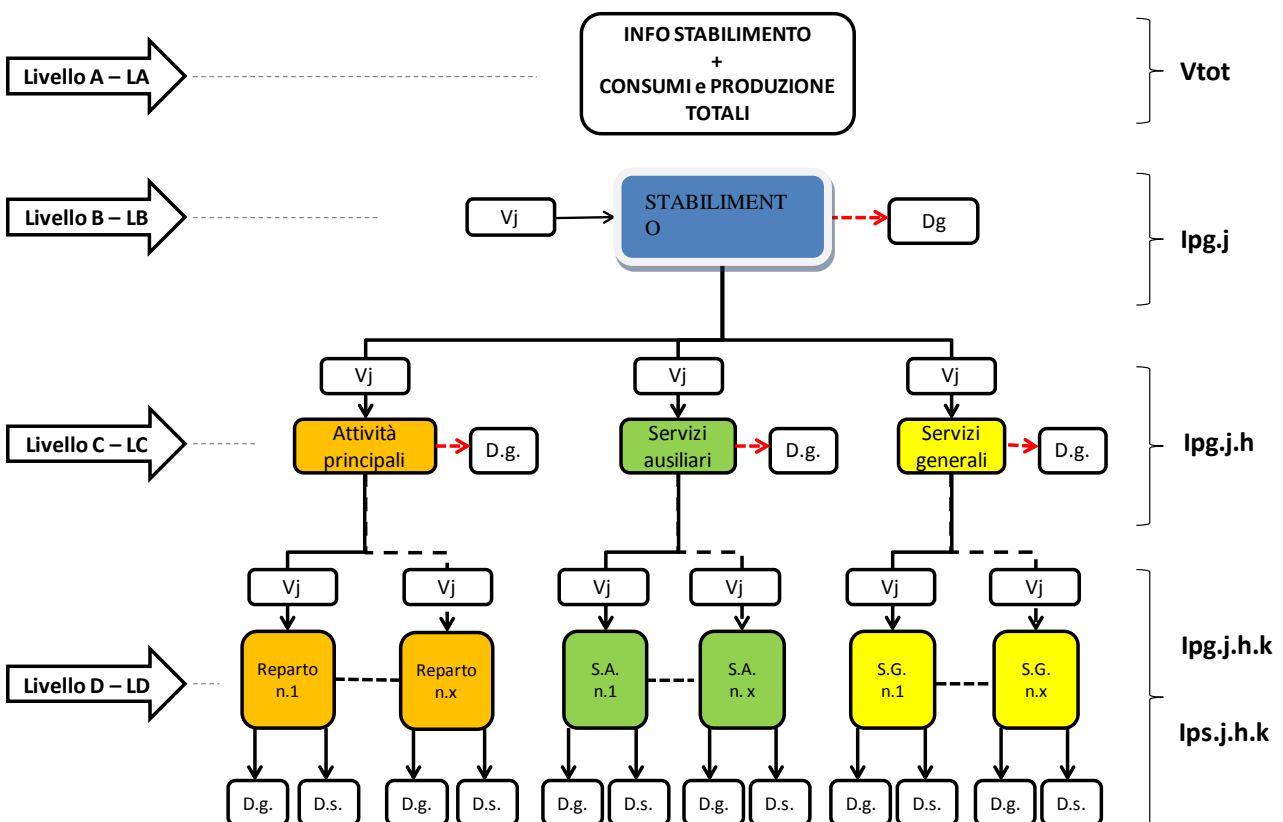 INFO STABILIMENTO
+
CONSUMI e PRODUZIONE
TOTALI
Livello A – LA
Vtot
Livello B – LB
Vj
STABILIMENT
O
Dg
Ipg.j
Vj
Vj
Vj
Livello C – LC
Attività
principali
D.g.
Servizi
ausiliari
D.g.
Servizi
generali
D.g.
Ipg.j.h
Vj
Vj
Vj
Vj
Vj
Vj
Livello D – LD
Reparto
n.1
Reparto
n.x
S.A.
n.1
S.A.
n. x
S.G.
n.1
S.G.
n.x
Ipg.j.h.k
Ips.j.h.k
D.g.
D.s.
D.g.
D.s.
D.g.
D.s.
D.g.
D.s.
D.g.
D.s.
D.g.
D.s.